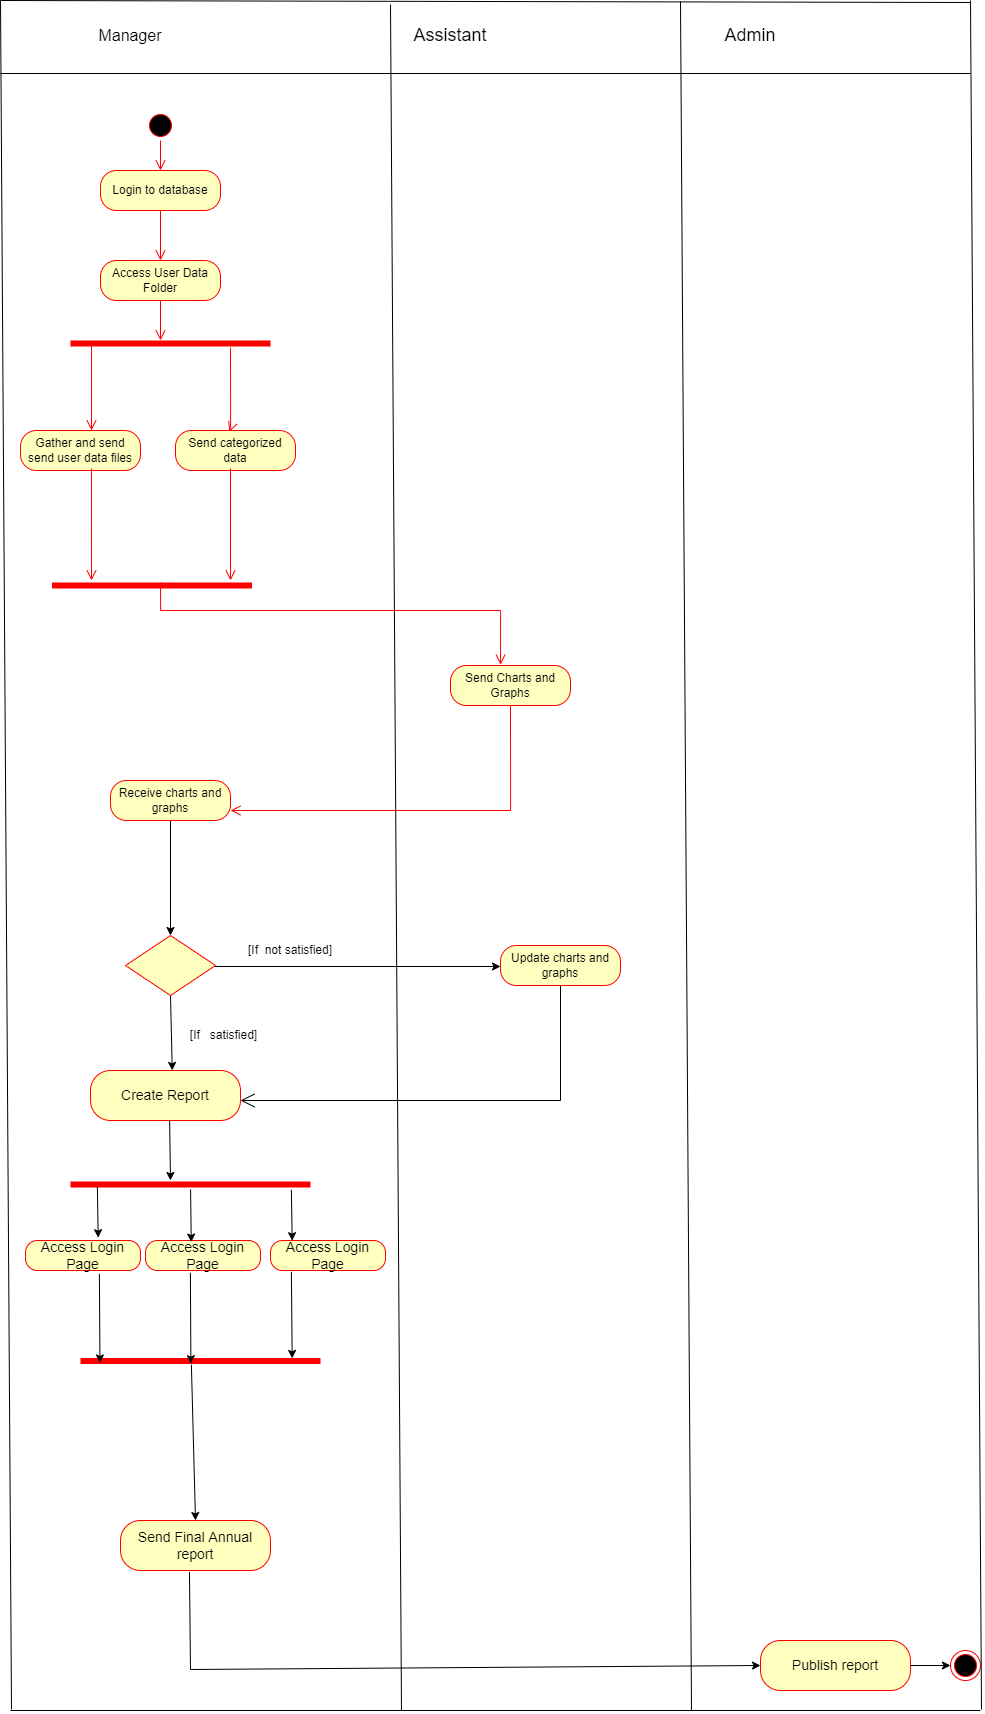 Manager
Assistant
Admin
Login to database
Access User Data
Folder
Gather and send
send user data files
Send categorized
data
Send Charts and
Graphs
Receive charts and
graphs
[If  not satisfied]
Update charts and
graphs
[If   satisfied]
Create Report
Access Login
Page
Access Login
Page
Access Login
Page
Send Final Annual
report
Publish report